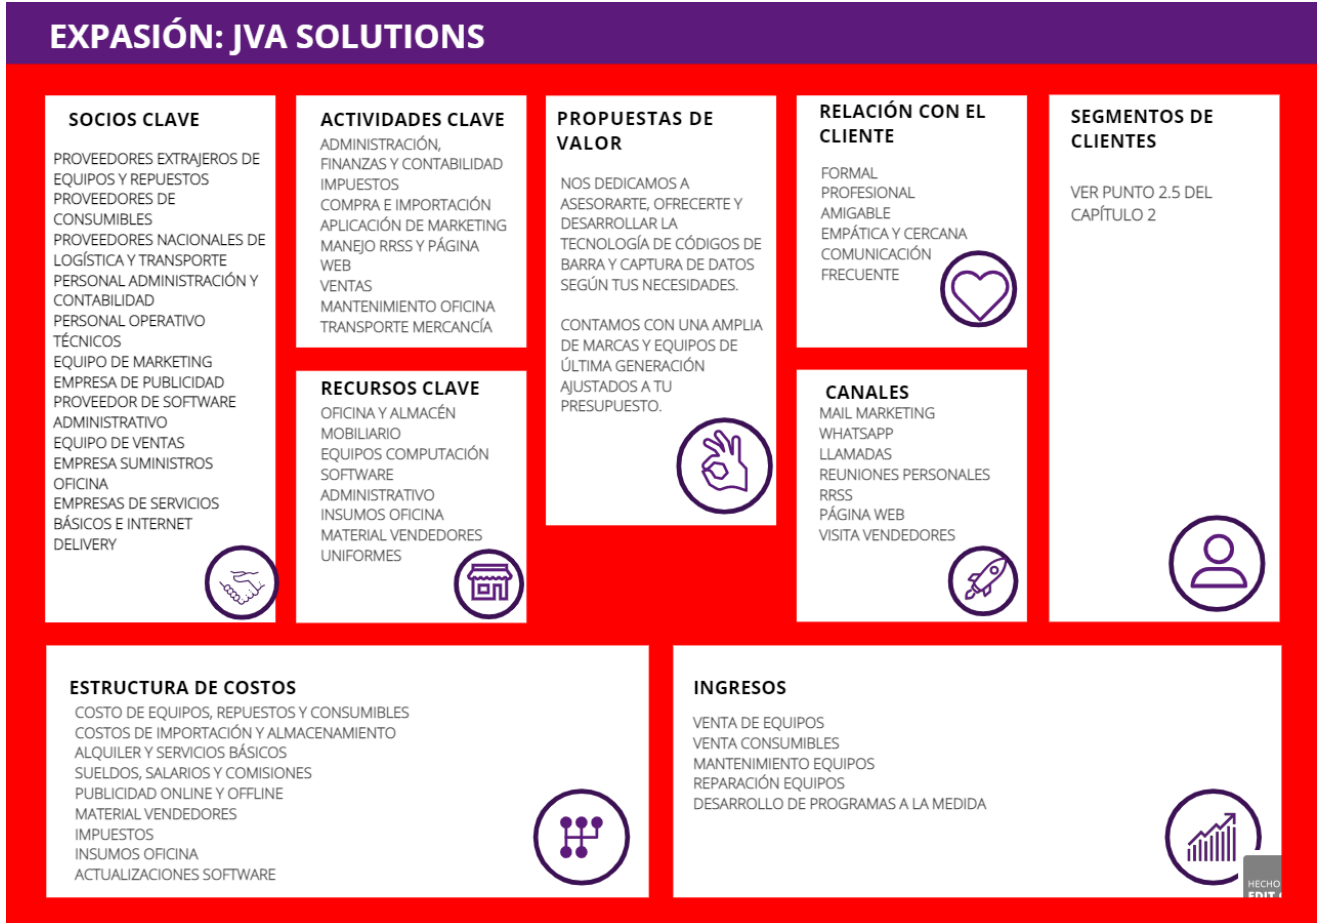 EXPASIÓN: JVA SOLUTIONS
SOCIOS CLAVE
PROVEEDORES EXTRAJEROS DE
EQUIPOS Y REPUESTOS
PROVEEDORES DE
CONSUMIBLES
PROVEEDORES NACIONALES DE
LOGÍSTICA Y TRANSPORTE
PERSONAL ADMINISTRACIÓN Y
CONTABILIDAD
PERSONAL OPERATIVO
TÉCNICOS
EQUIPO DE MARKETING
EMPRESA DE PUBLICIDAD
PROVEEDOR DE SOFTWARE
ADMINISTRATIVO
EQUIPO DE VENTAS
EMPRESA SUMINISTROS
OFICINA
EMPRESAS DE SERVICIOS
BÁSICOS E INTERNET
DELIVERY
ACTIVIDADES CLAVE
ADMINISTRACIÓN,
FINANZAS Y CONTABILIDAD
IMPUESTOS
COMPRA E IMPORTACIÓN
APLICACIÓN DE MARKETING
MANEJO RRSS Y PÁGINA
WEB
VENTAS
MANTENIMIENTO OFICINA
TRANSPORTE MERCANCÍA
RECURSOS CLAVE
OFICINA Y ALMACÉN
MOBILIARIO
EQUIPOS COMPUTACIÓN
SOFTWARE
ADMINISTRATIVO
INSUMOS OFICINA
MATERIAL VENDEDORES
UNIFORMES
PROPUESTAS DE
VALOR
NOS DEDICAMOS A
ASESORARTE, OFRECERTE Y
DESARROLLAR LA
TECNOLOGÍA DE CÓDIGOS DE
BARRA Y CAPTURA DE DATOS
SEGÚN TUS NECESIDADES.
CONTAMOS CON UNA AMPLIA
DE MARCAS Y EQUIPOS DE
ÚLTIMA GENERACIÓN
AJUSTADOS A TU
PRESUPUESTO.
RELACIÓN CON EL
CLIENTE
FORMAL
PROFESIONAL
AMIGABLE
EMPÁTICA Y CERCANA
COMUNICACIÓN
FRECUENTE
CANALES
MAIL MARKETING
WHATSAPP
LLAMADAS
REUNIONES PERSONALES
RRSS
PÁGINA WEB
VISITA VENDEDORES
SEGMENTOS DE
CLIENTES
VER PUNTO 2.5 DEL
CAPÍTULO 2
ESTRUCTURA DE COSTOS
COSTO DE EQUIPOS, REPUESTOS Y CONSUMIBLES
COSTOS DE IMPORTACIÓN Y ALMACENAMIENTO
ALQUILER Y SERVICIOS BÁSICOS
SUELDOS, SALARIOS Y COMISIONES
PUBLICIDAD ONLINE Y OFFLINE
MATERIAL VENDEDORES
IMPUESTOS
INSUMOS OFICINA
ACTUALIZACIONES SOFTWARE
INGRESOS
VENTA DE EQUIPOS
VENTA CONSUMIBLES
MANTENIMIENTO EQUIPOS
REPARACIÓN EQUIPOS
DESARROLLO DE PROGRAMAS A LA MEDIDA
HECHO